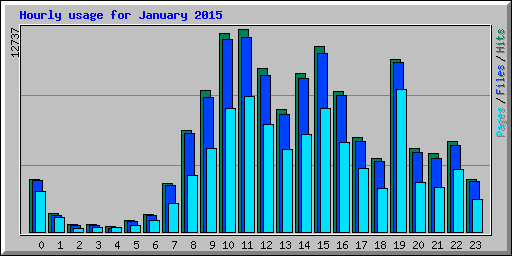 Hourly usage for January 2015
12737
Pages/Files/Hits
0 1 2 3 4 5 6 7 8 9 10 11 12 13 14 15 16 17 18 19 20 21 22 23